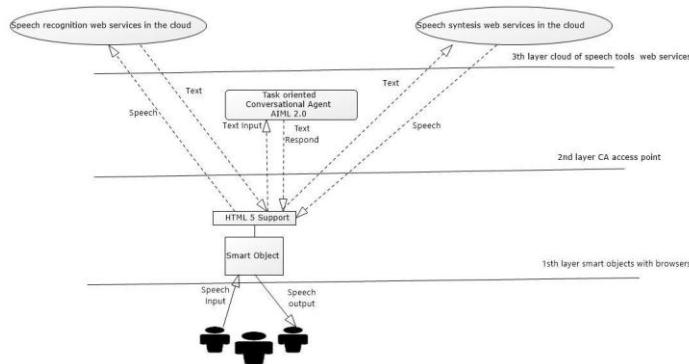 Speech recognition web services in the cloud
Speech syntesis web services in the cloud
3th layer cloud of speech tools web services
Text
Text
Task oriented
Conversational Agent
AIML 2.0
Speech
Text Input
Text
Respond
Speech
2nd layer CA access point
HTML 5 Support
Smart Object
1sth layer smart objects with browsers
Speech
Input
Speech
output